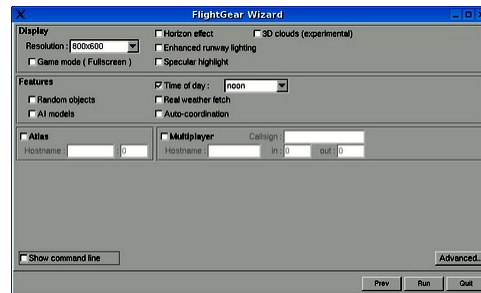 FlightGear Wizard
Display
Resolution : 800x600
Game mode ( Fullscreen )
Horizon effect
3D clouds (experimental)
Enhanced runway lighting
Specular highlight
Features
Random objects
AI models
Time of day : noon
Real weather fetch
Auto-coordination
Atlas
Hostname : : 0
Multiplayer Callsign :
Hostname : in : 0 out : 0
Show command line
Advanced...
Prev Run Quit